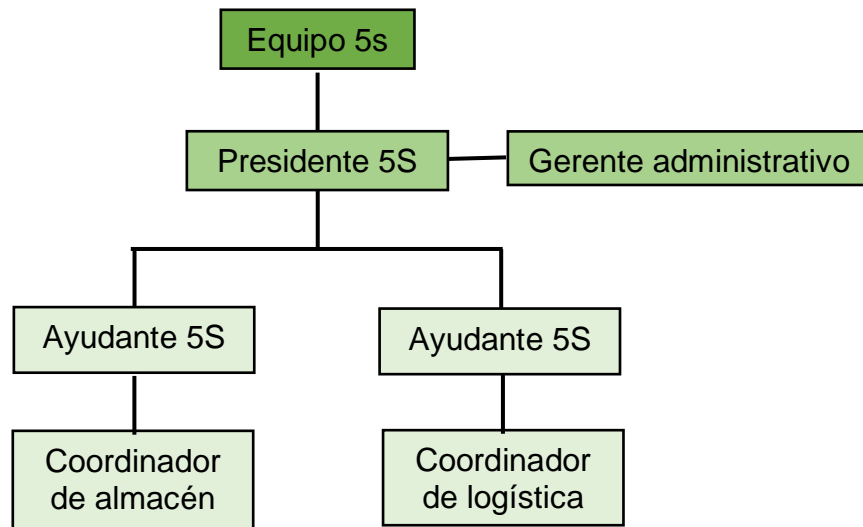 Equipo 5s
Presidente 5S
Gerente administrativo
Ayudante 5S
Ayudante 5S
Coordinador
de almacén
Coordinador
de logística